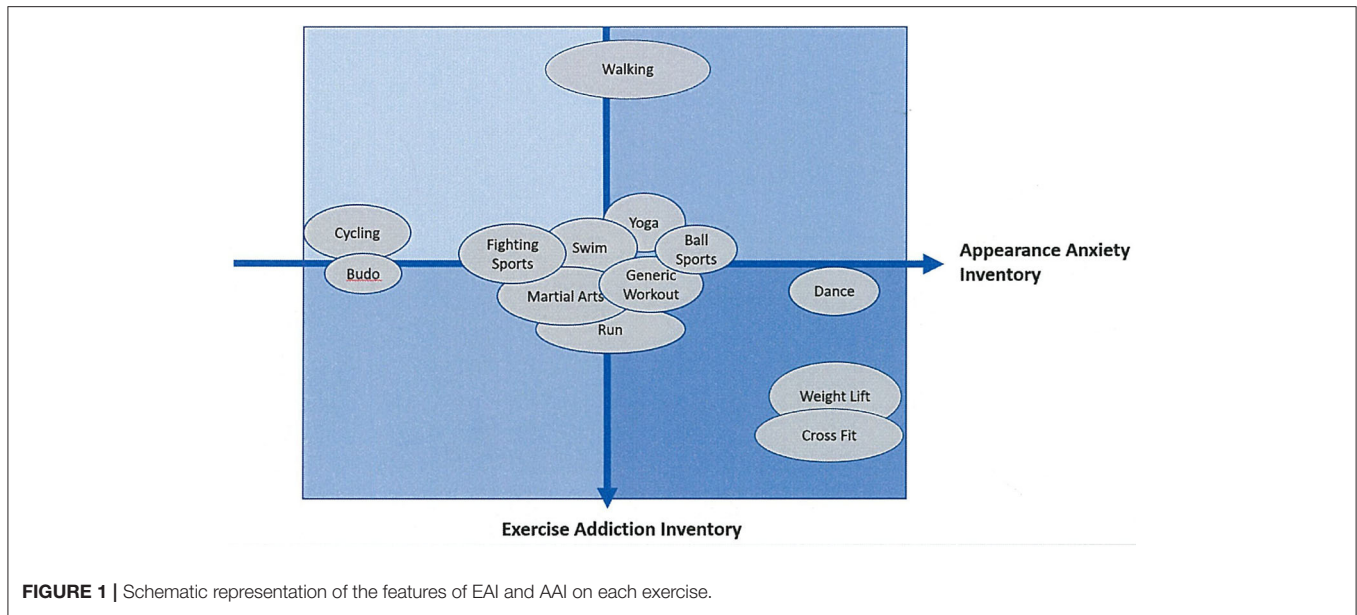 Walking
Cycling
Budo
Fighting
Sports
Swim
Yoga
Ball
Sports
Martial Arts
Generic
Workout
Run
Dance
Weight Lift
Cross Fit
Appearance Anxiety
Inventory
Exercise Addiction Inventory
FIGURE 1 | Schematic representation of the features of EAI and AAI on each exercise.